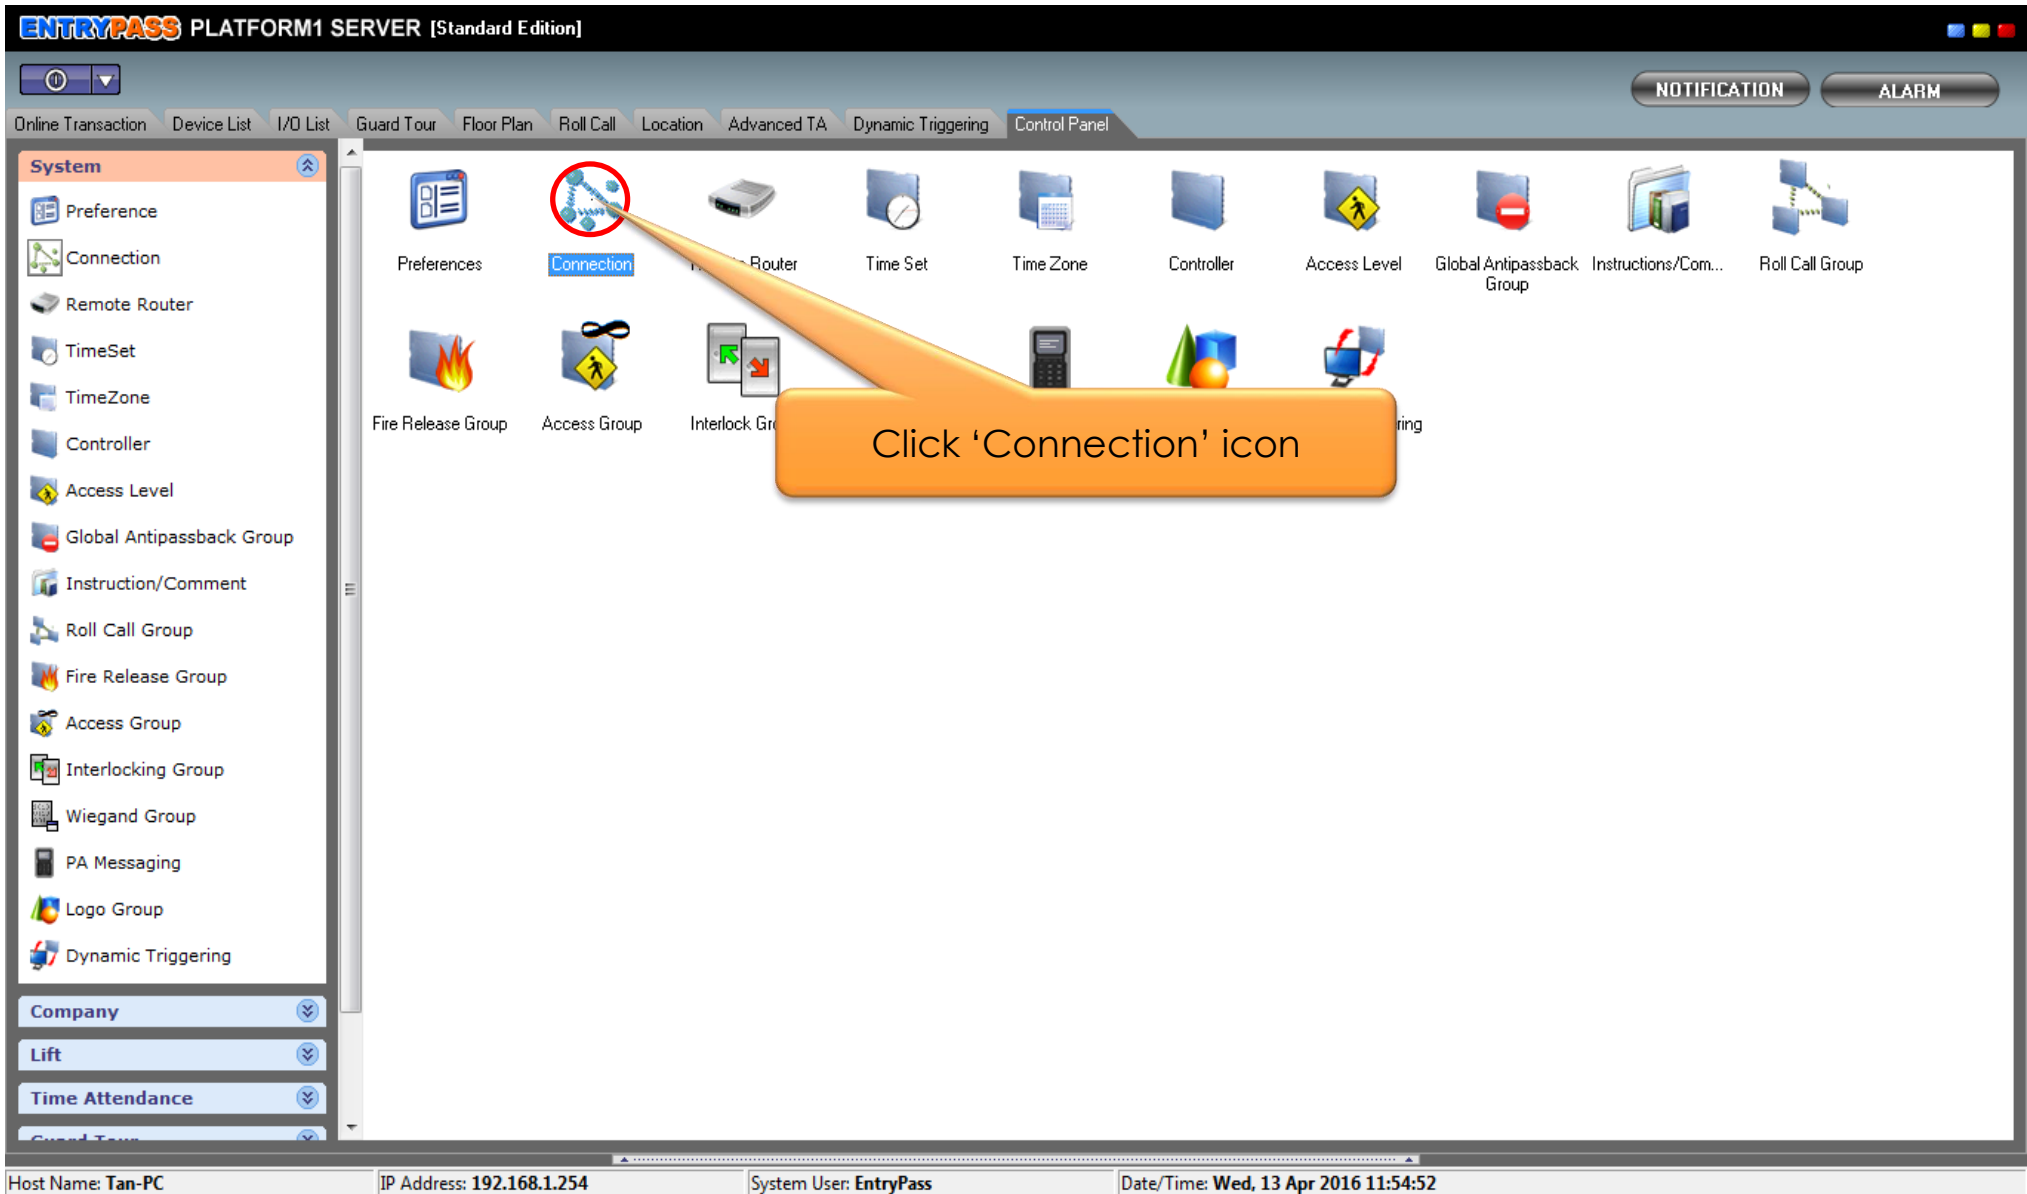 ENTRYPASS PLATFORM1 SERVER [Standard Edition]
NOTIFICATION ALARM
Online Transaction Device List I/O List Guard Tour Floor Plan Roll Call Location Advanced TA Dynamic Triggering Control Panel
System
Preference
Connection
Remote Router
TimeSet
TimeZone
Controller
Access Level
Global Antipassback Group
Instruction/Comment
Roll Call Group
Fire Release Group
Access Group
Interlocking Group
Wiegand Group
PA Messaging
Logo Group
Dynamic Triggering
Company
Lift
Time Attendance
Guard Tour
Preferences Connection Router Time Set Time Zone Controller Access Level Global Antipassback Instructions/Com... Roll Call Group
Group
Fire Release Group Access Group Interlock
Click ‘Connection’ icon
Host Name: Tan-PC IP Address: 192.168.1.254 System User: EntryPass Date/Time: Wed, 13 Apr 2016 11:54:52